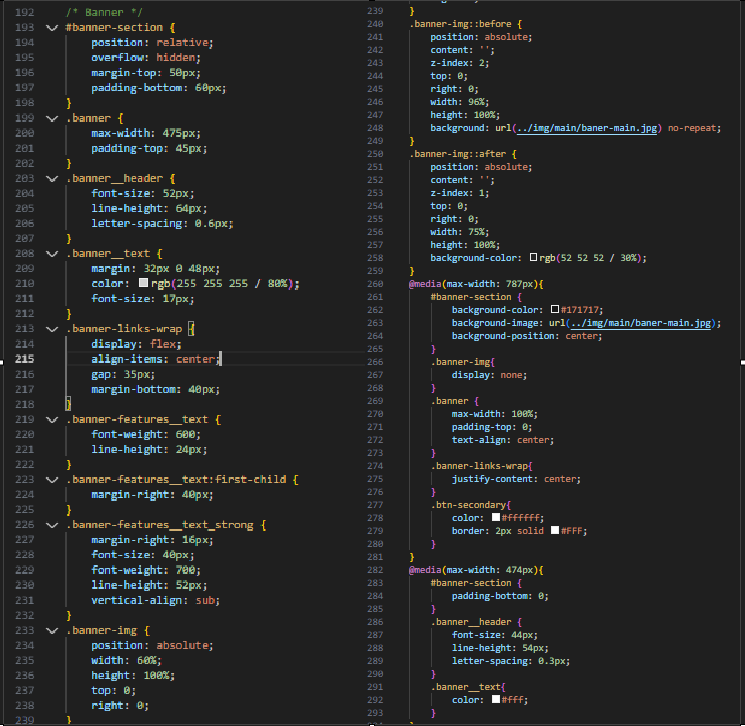 192 /* Banner */
193 #banner-section {
194 position: relative;
195 overflow: hidden;
196 margin-top: 50px;
197 padding-bottom: 60px;
198 }
199 .banner {
200 max-width: 475px;
201 padding-top: 45px;
202 }
203 .banner__header {
204 font-size: 52px;
205 line-height: 64px;
206 letter-spacing: 0.6px;
207 }
208 .banner__text {
209 margin: 32px 0 48px;
210 color: rgb(255 255 255 / 80%);
211 font-size: 17px;
212 }
213 .banner-links-wrap {
214 display: flex;
215 align-items: center;
216 gap: 35px;
217 margin-bottom: 40px;
218 }
219 .banner-features__text {
220 font-weight: 600;
221 line-height: 24px;
222 }
223 .banner-features__text:first-child {
224 margin-right: 40px;
225 }
226 .banner-features__text_strong {
227 margin-right: 16px;
228 font-size: 40px;
229 font-weight: 700;
230 line-height: 52px;
231 vertical-align: sub;
232 }
233 .banner-img {
234 position: absolute;
235 width: 60%;
236 height: 100%;
237 top: 0;
238 right: 0;
239 }
239 }
240 .banner-img::before {
241 position: absolute;
242 content: '';
243 z-index: 2;
244 top: 0;
245 right: 0;
246 width: 96%;
247 height: 100%;
248 background: url(../img/main/baner-main.jpg) no-repeat;
249 }
250 .banner-img::after {
251 position: absolute;
252 content: '';
253 z-index: 1;
254 top: 0;
255 right: 0;
256 width: 75%;
257 height: 100%;
258 background-color: rgb(52 52 52 / 30%);
259 }
260 @media(max-width: 787px){
261 #banner-section {
262 background-color: #171717;
263 background-image: url(../img/main/baner-main.jpg);
264 background-position: center;
265 }
266 .banner-img{
267 display: none;
268 }
269 .banner {
270 max-width: 100%;
271 padding-top: 0;
272 text-align: center;
273 }
274 .banner-links-wrap{
275 justify-content: center;
276 }
277 .btn-secondary{
278 color: #ffffff;
279 border: 2px solid #FFF;
280 }
281 }
282 @media(max-width: 474px){
283 #banner-section {
284 padding-bottom: 0;
285 }
286 .banner__header {
287 font-size: 44px;
288 line-height: 54px;
289 letter-spacing: 0.3px;
290 }
291 .banner__text{
292 color: #fff;
293 }